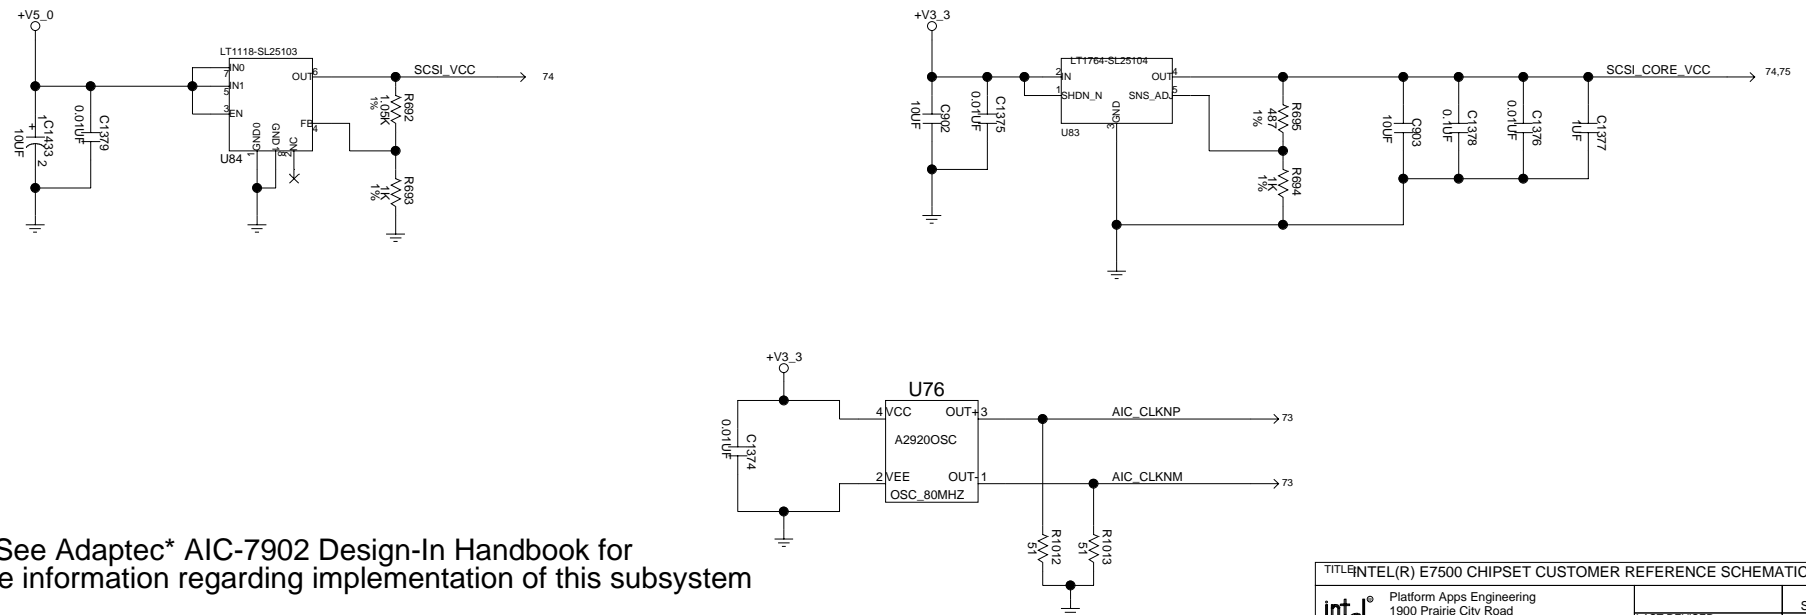 +V5_0
LT1118-SL25103
IN0
7
IN1
5
3
EN
OUT
6
FB
4
GND0
1
GND1
8
NC
2
U84
1
+
C1433
10UF
2
C1379
0.01UF
R692
1.05K
1%
R693
1K
1%
SCSI_VCC
74
+V3_3
LT1764-SL25104
2
IN
1
SHDN_N
OUT
4
SNS_ADJ
5
GND
3
U83
C902
10UF
C1375
0.01UF
R695
487
1%
R694
1K
1%
C903
10UF
C1378
0.1UF
C1376
0.01UF
C1377
1UF
SCSI_CORE_VCC
74,75
+V3_3
U76
4
VCC
OUT+
3
A2920OSC
2
VEE
OUT-
1
OSC_80MHZ
C1374
0.01UF
AIC_CLKNP
73
AIC_CLKNM
73
R1012
51
R1013
51
See Adaptec* AIC-7902 Design-In Handbook for
e information regarding implementation of this subsystem
TITLE
INTEL(R) E7500 CHIPSET CUSTOMER REFERENCE SCHEMATIC
intel®
Platform Apps Engineering
1900 Prairie City Road